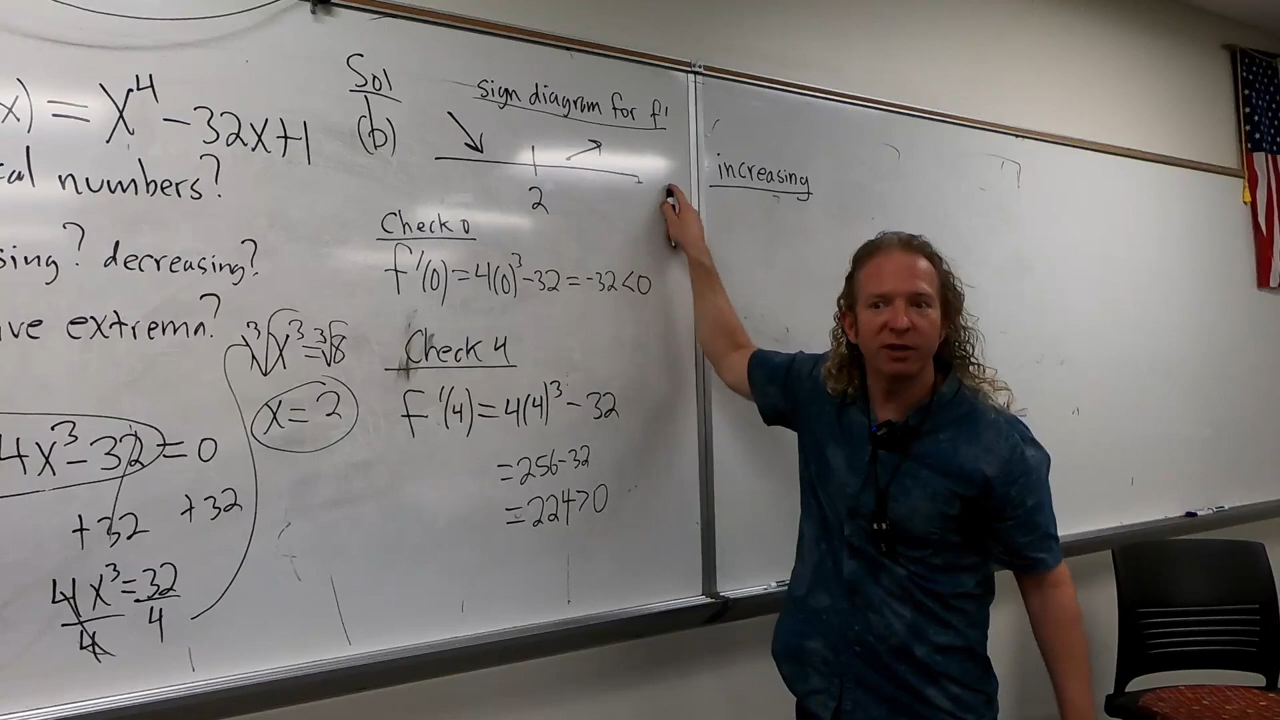 x) = x⁴ - 32x + 1
al numbers?
sing? decreasing?
ive extrema?
4x³ - 32 = 0
+32 +32
4x³ = 32
4 4
∛x³ = ∛8
x = 2
Sol
(b)
sign diagram for f'
2
Check 0
f'(0) = 4(0)³ - 32 = -32 < 0
Check 4
f'(4) = 4(4)³ - 32
= 256 - 32
= 224 > 0
increasing